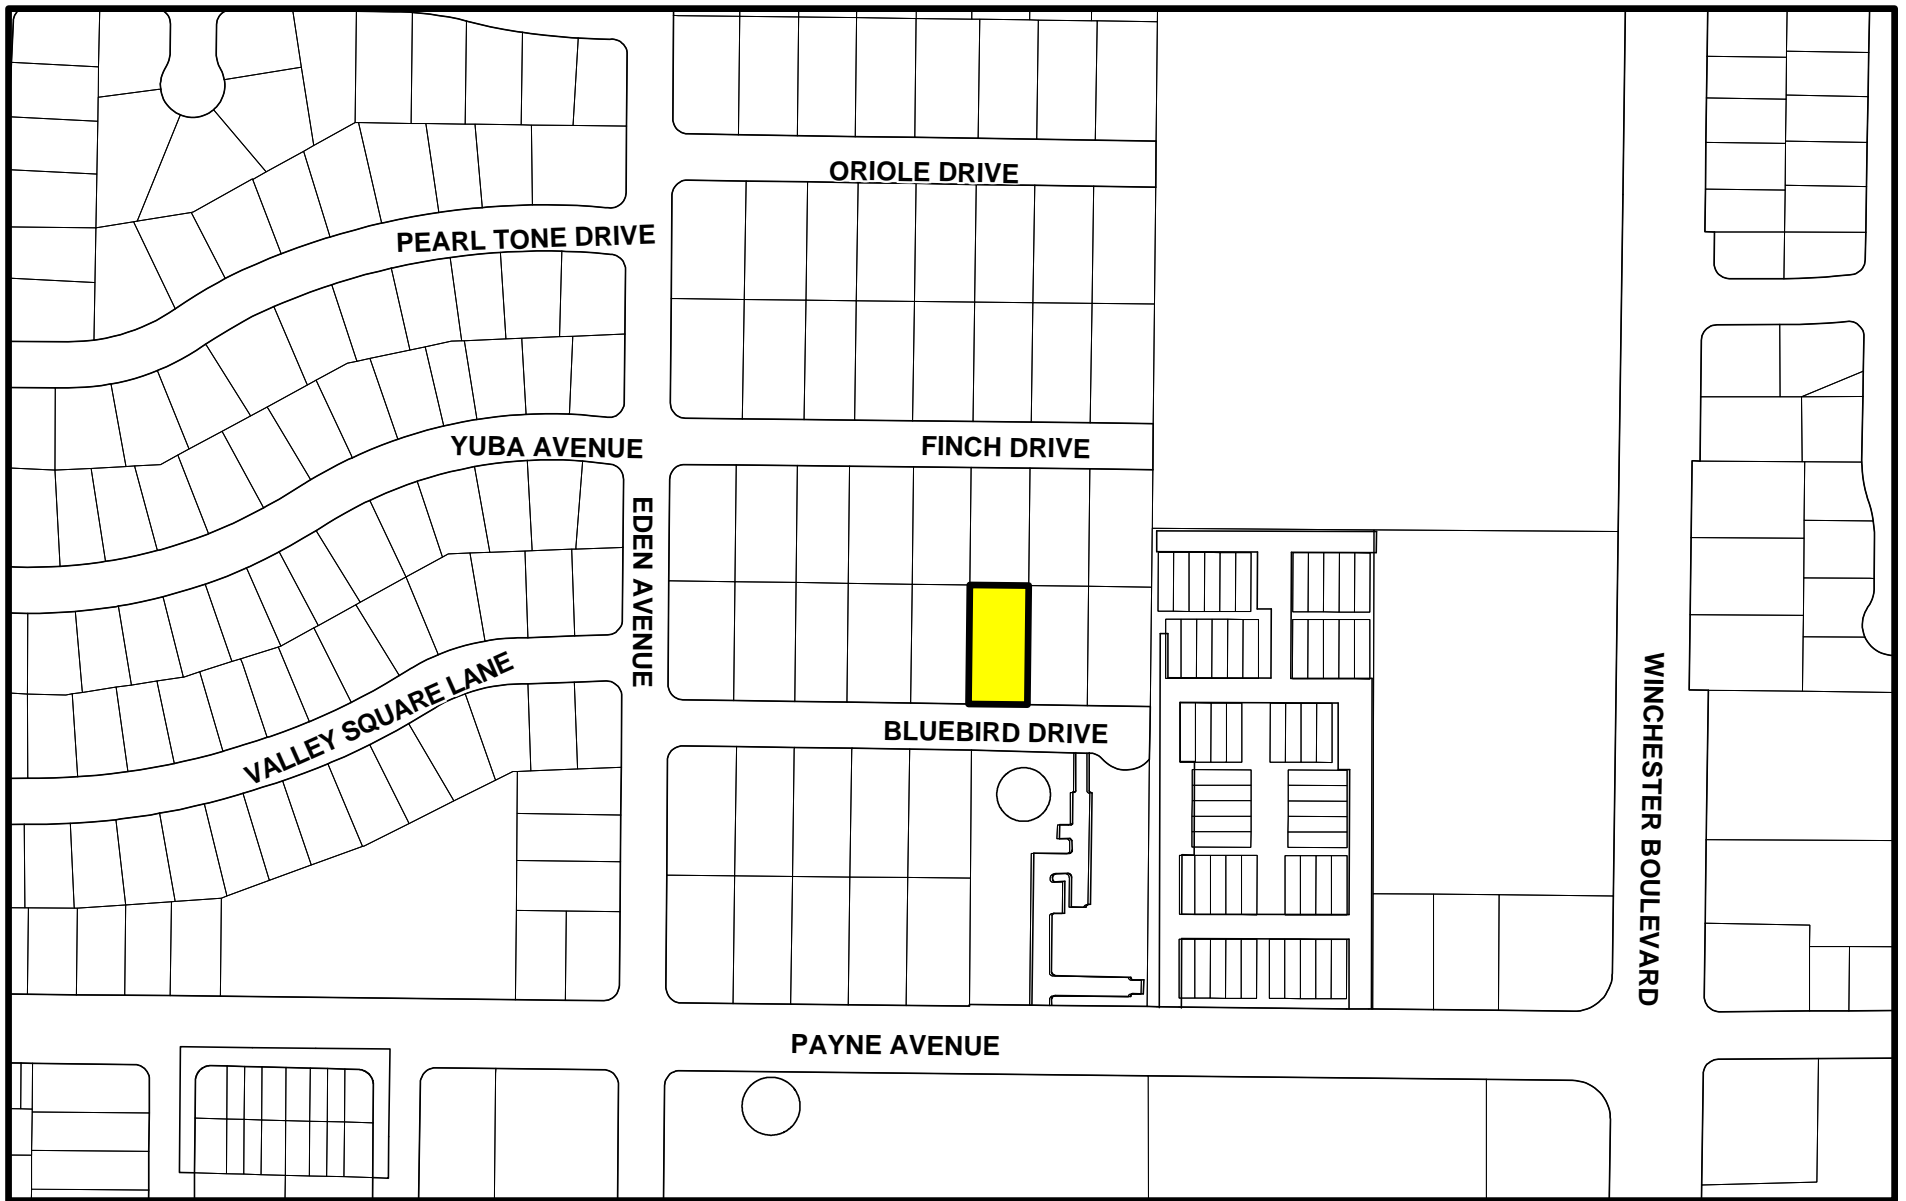 ORIOLE DRIVE
PEARL TONE DRIVE
YUBA AVENUE
FINCH DRIVE
EDEN AVENUE
VALLEY SQUARE LANE
BLUEBIRD DRIVE
WINCHESTER BOULEVARD
PAYNE AVENUE